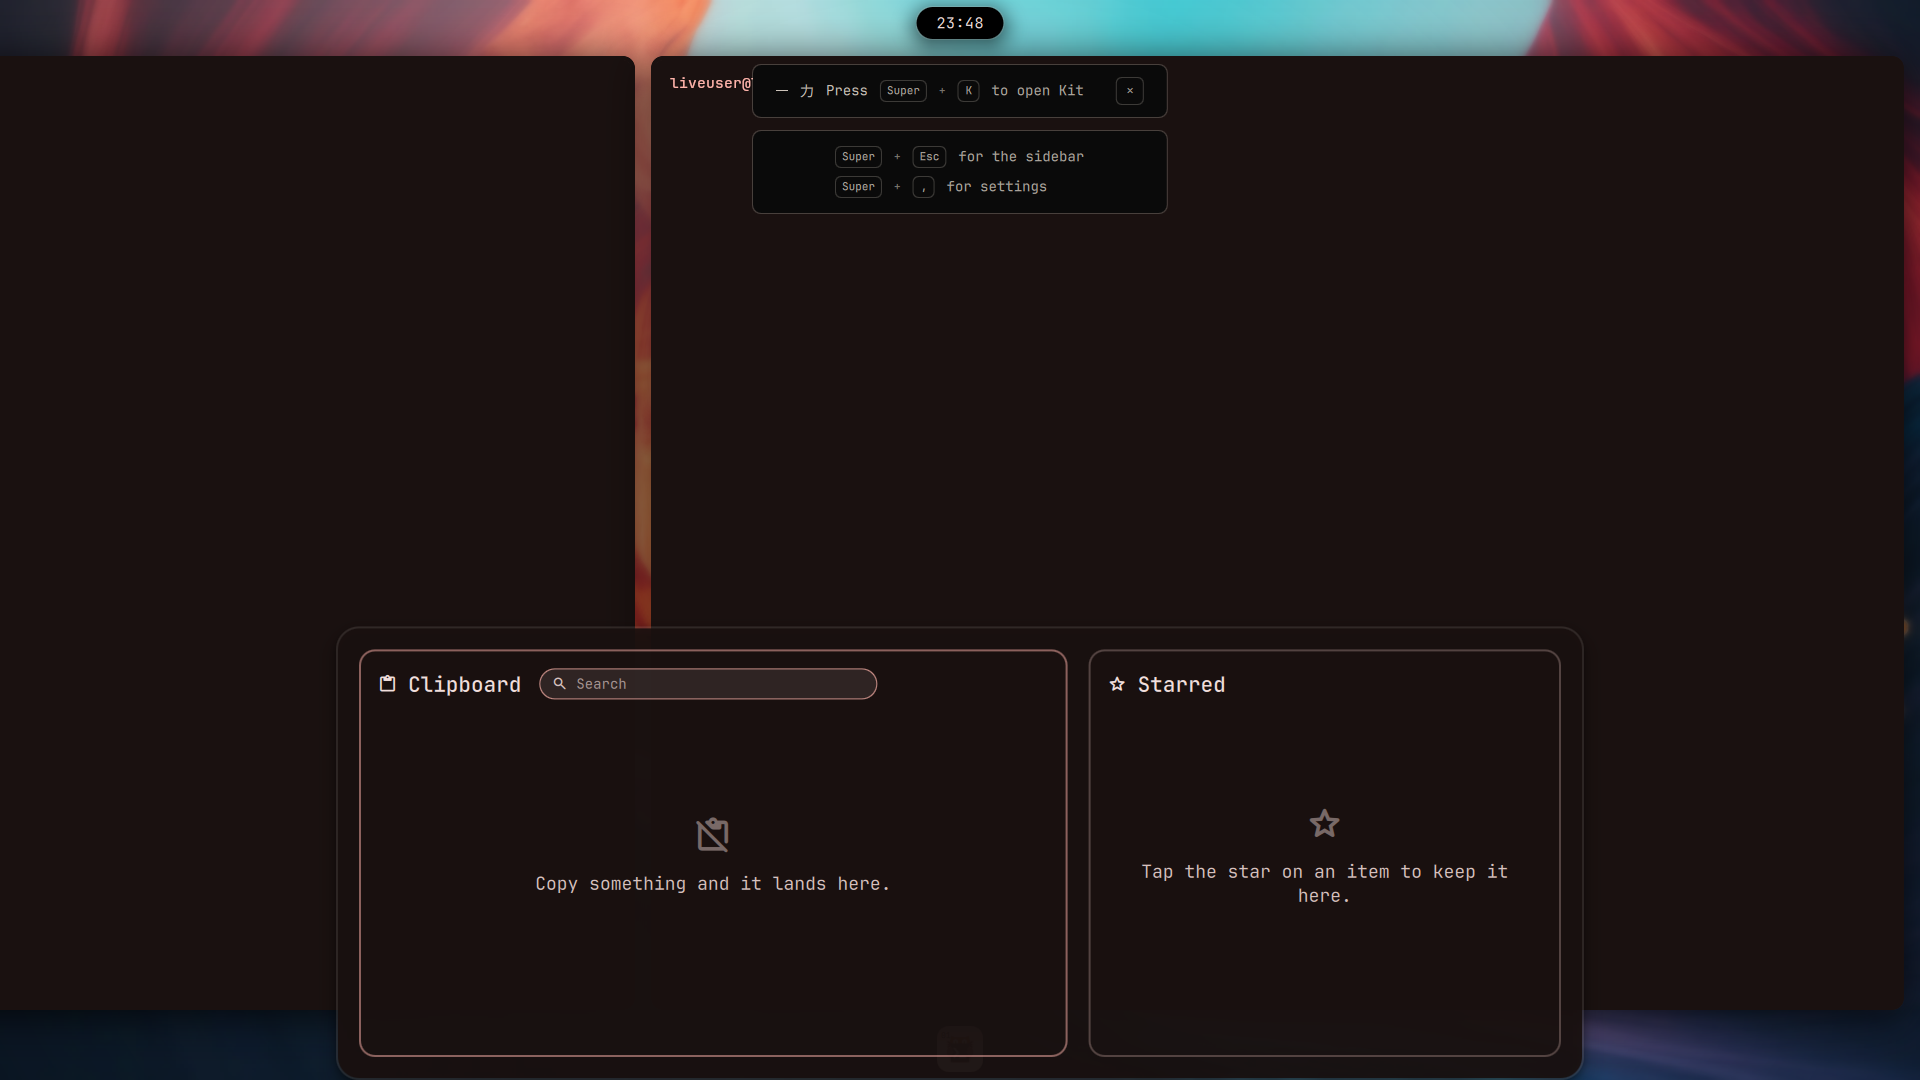 23:48
liveuser@
— 力 Press Super + K to open Kit ×
Super + Esc for the sidebar
Super + , for settings
Clipboard
Search
Copy something and it lands here.
Starred
Tap the star on an item to keep it
here.